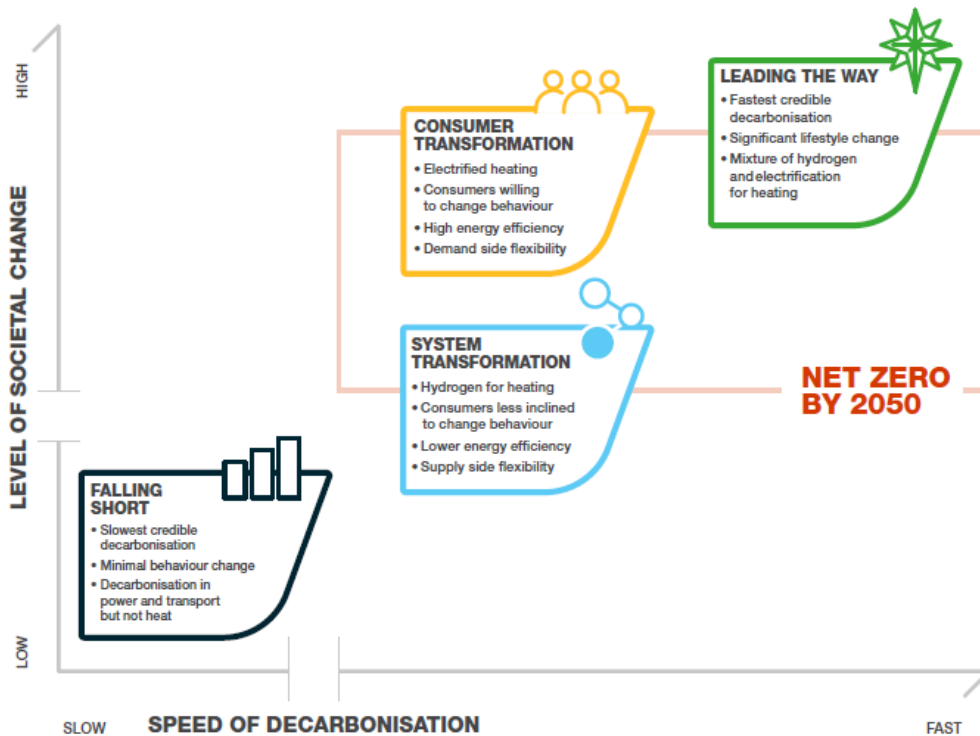 HIGH
LEVEL OF SOCIETAL CHANGE
LOW
CONSUMER
TRANSFORMATION
• Electrified heating
• Consumers willing
to change behaviour
• High energy efficiency
• Demand side flexibility
LEADING THE WAY
• Fastest credible
decarbonisation
• Significant lifestyle change
• Mixture of hydrogen
and electrification
for heating
SYSTEM
TRANSFORMATION
• Hydrogen for heating
• Consumers less inclined
to change behaviour
• Lower energy efficiency
• Supply side flexibility
NET ZERO
BY 2050
FALLING
SHORT
• Slowest credible
decarbonisation
• Minimal behaviour change
• Decarbonisation in
power and transport
but not heat
SLOW
SPEED OF DECARBONISATION
FAST